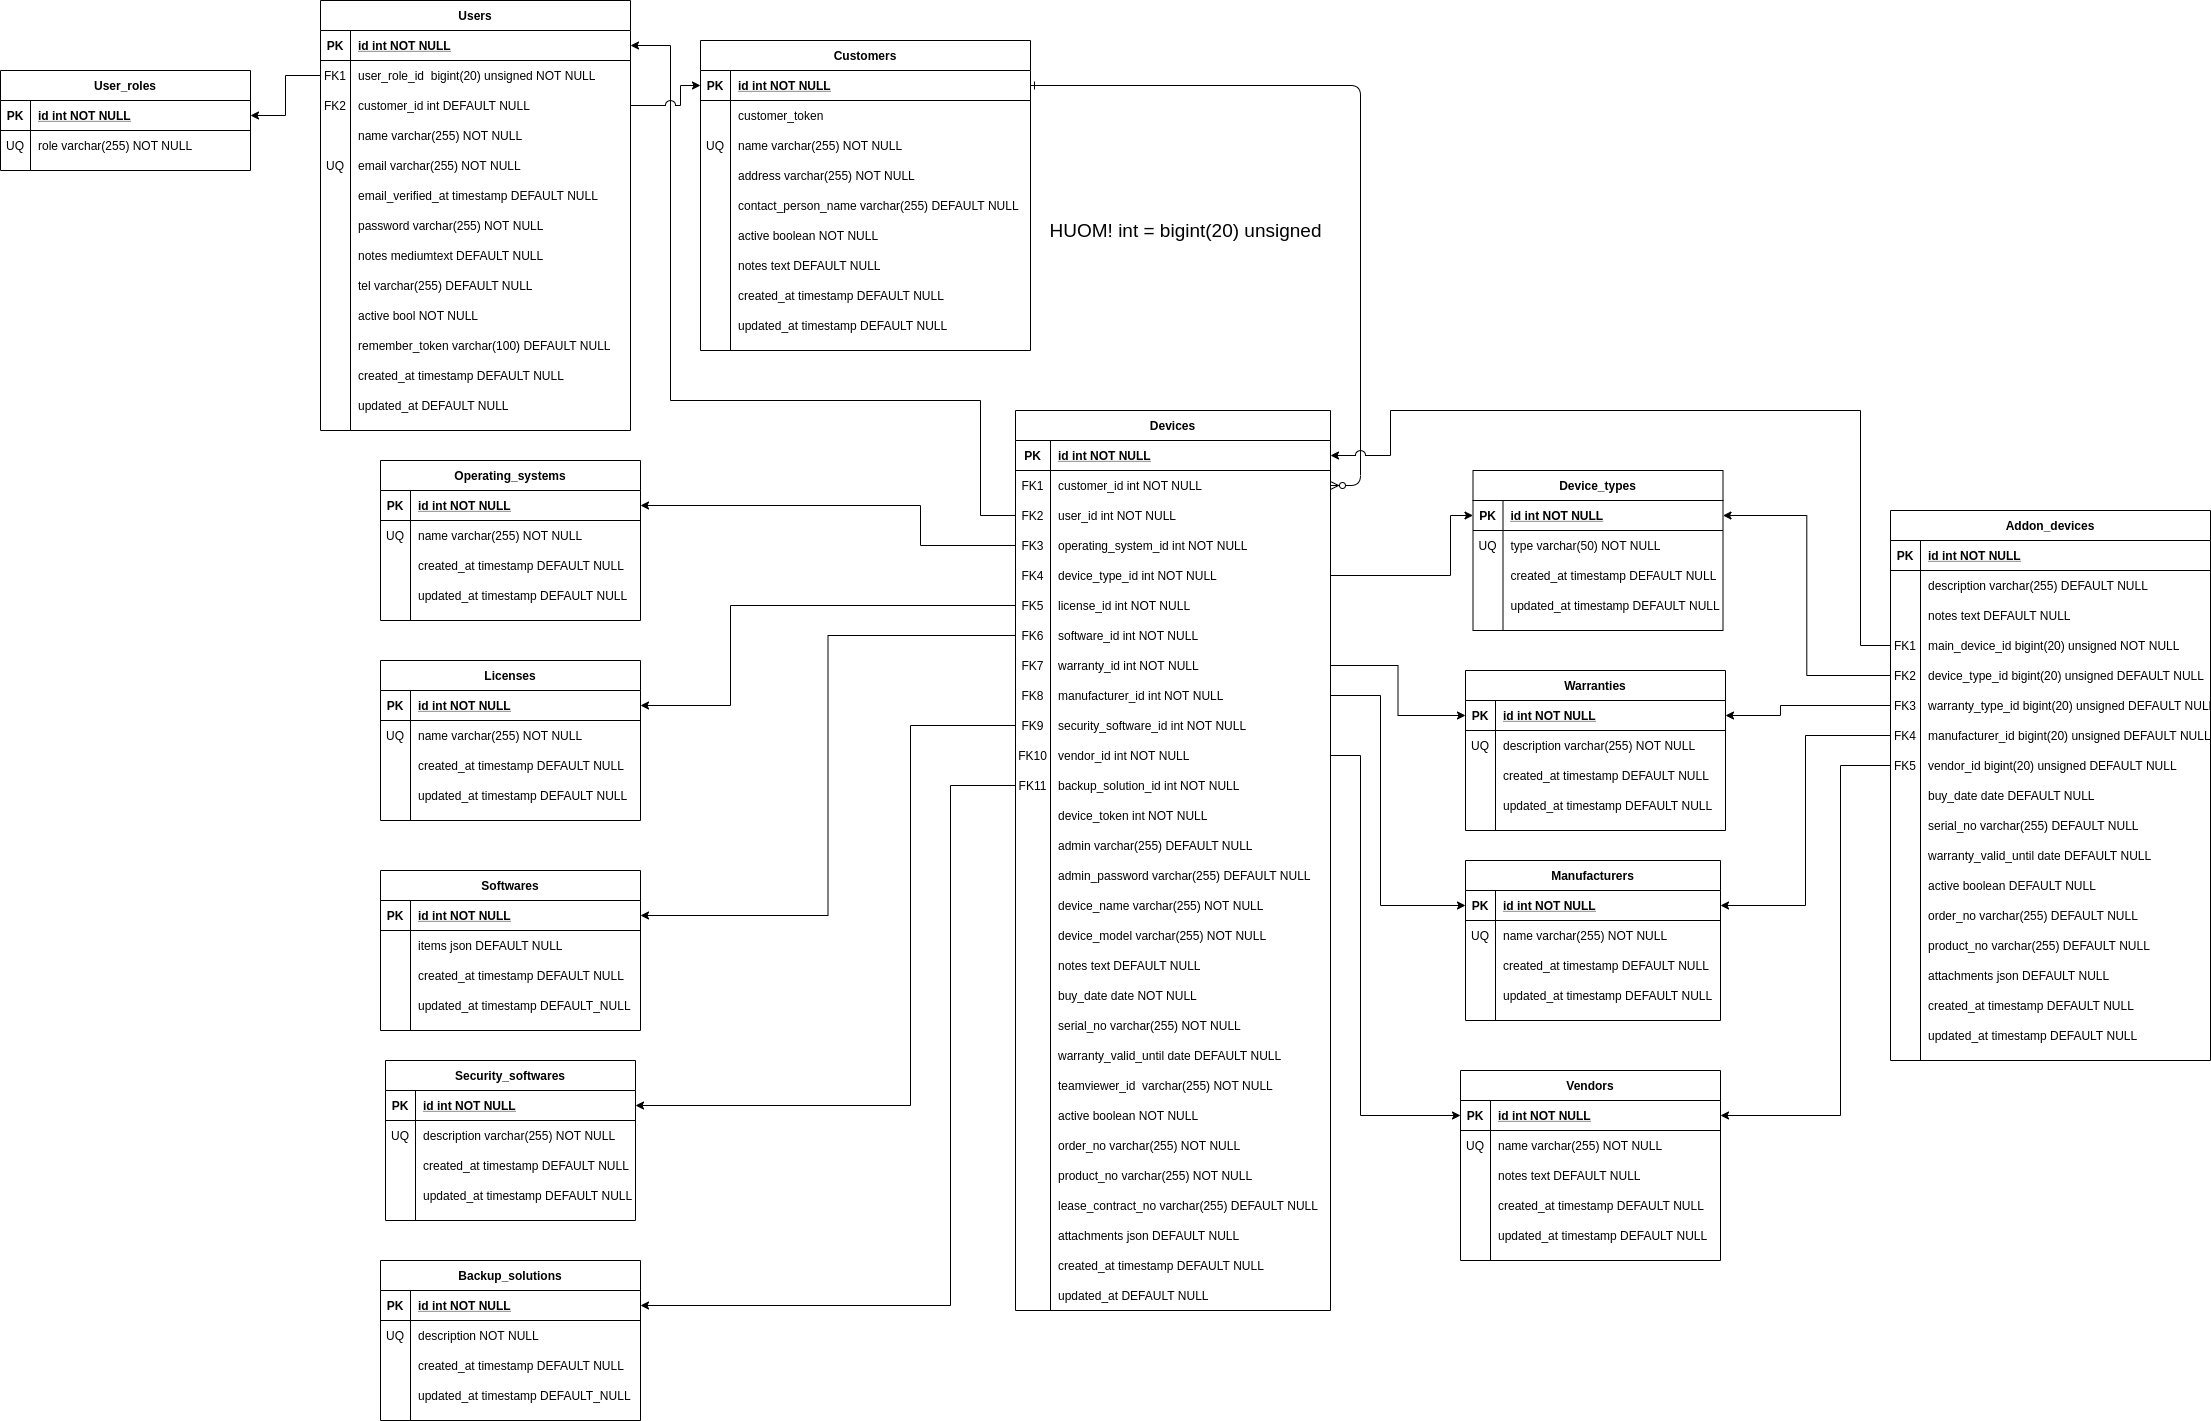 Users
PK id int NOT NULL
FK1 user_role_id  bigint(20) unsigned NOT NULL
FK2 customer_id int DEFAULT NULL
name varchar(255) NOT NULL
UQ email varchar(255) NOT NULL
email_verified_at timestamp DEFAULT NULL
password varchar(255) NOT NULL
notes mediumtext DEFAULT NULL
tel varchar(255) DEFAULT NULL
active bool NOT NULL
remember_token varchar(100) DEFAULT NULL
created_at timestamp DEFAULT NULL
updated_at DEFAULT NULL
User_roles
PK id int NOT NULL
UQ role varchar(255) NOT NULL
Customers
PK id int NOT NULL
customer_token
UQ name varchar(255) NOT NULL
address varchar(255) NOT NULL
contact_person_name varchar(255) DEFAULT NULL
active boolean NOT NULL
notes text DEFAULT NULL
created_at timestamp DEFAULT NULL
updated_at timestamp DEFAULT NULL
HUOM! int = bigint(20) unsigned
Operating_systems
PK id int NOT NULL
UQ name varchar(255) NOT NULL
created_at timestamp DEFAULT NULL
updated_at timestamp DEFAULT NULL
Licenses
PK id int NOT NULL
UQ name varchar(255) NOT NULL
created_at timestamp DEFAULT NULL
updated_at timestamp DEFAULT NULL
Softwares
PK id int NOT NULL
items json DEFAULT NULL
created_at timestamp DEFAULT NULL
updated_at timestamp DEFAULT_NULL
Security_softwares
PK id int NOT NULL
UQ description varchar(255) NOT NULL
created_at timestamp DEFAULT NULL
updated_at timestamp DEFAULT NULL
Backup_solutions
PK id int NOT NULL
UQ description NOT NULL
created_at timestamp DEFAULT NULL
updated_at timestamp DEFAULT_NULL
Devices
PK id int NOT NULL
FK1 customer_id int NOT NULL
FK2 user_id int NOT NULL
FK3 operating_system_id int NOT NULL
FK4 device_type_id int NOT NULL
FK5 license_id int NOT NULL
FK6 software_id int NOT NULL
FK7 warranty_id int NOT NULL
FK8 manufacturer_id int NOT NULL
FK9 security_software_id int NOT NULL
FK10 vendor_id int NOT NULL
FK11 backup_solution_id int NOT NULL
device_token int NOT NULL
admin varchar(255) DEFAULT NULL
admin_password varchar(255) DEFAULT NULL
device_name varchar(255) NOT NULL
device_model varchar(255) NOT NULL
notes text DEFAULT NULL
buy_date date NOT NULL
serial_no varchar(255) NOT NULL
warranty_valid_until date DEFAULT NULL
teamviewer_id  varchar(255) NOT NULL
active boolean NOT NULL
order_no varchar(255) NOT NULL
product_no varchar(255) NOT NULL
lease_contract_no varchar(255) DEFAULT NULL
attachments json DEFAULT NULL
created_at timestamp DEFAULT NULL
updated_at DEFAULT NULL
Device_types
PK id int NOT NULL
UQ type varchar(50) NOT NULL
created_at timestamp DEFAULT NULL
updated_at timestamp DEFAULT NULL
Warranties
PK id int NOT NULL
UQ description varchar(255) NOT NULL
created_at timestamp DEFAULT NULL
updated_at timestamp DEFAULT NULL
Manufacturers
PK id int NOT NULL
UQ name varchar(255) NOT NULL
created_at timestamp DEFAULT NULL
updated_at timestamp DEFAULT NULL
Vendors
PK id int NOT NULL
UQ name varchar(255) NOT NULL
notes text DEFAULT NULL
created_at timestamp DEFAULT NULL
updated_at timestamp DEFAULT NULL
Addon_devices
PK id int NOT NULL
description varchar(255) DEFAULT NULL
notes text DEFAULT NULL
FK1 main_device_id bigint(20) unsigned NOT NULL
FK2 device_type_id bigint(20) unsigned DEFAULT NULL
FK3 warranty_type_id bigint(20) unsigned DEFAULT NULL
FK4 manufacturer_id bigint(20) unsigned DEFAULT NULL
FK5 vendor_id bigint(20) unsigned DEFAULT NULL
buy_date date DEFAULT NULL
serial_no varchar(255) DEFAULT NULL
warranty_valid_until date DEFAULT NULL
active boolean DEFAULT NULL
order_no varchar(255) DEFAULT NULL
product_no varchar(255) DEFAULT NULL
attachments json DEFAULT NULL
created_at timestamp DEFAULT NULL
updated_at timestamp DEFAULT NULL